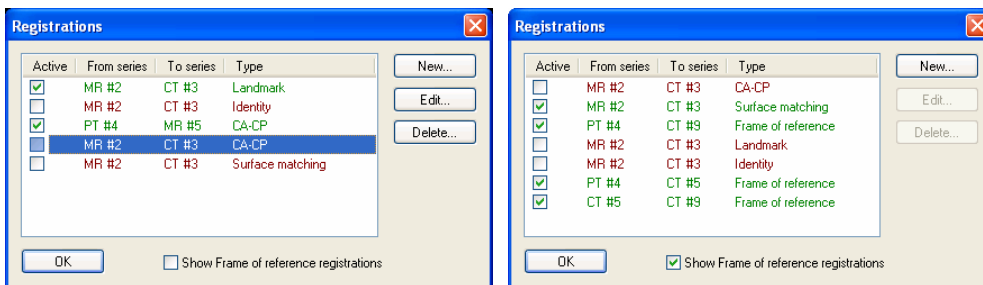 Registrations
Active From series To series Type
MR #2 CT #3 Landmark
MR #2 CT #3 Identity
PT #4 MR #5 CA-CP
MR #2 CT #3 CA-CP
MR #2 CT #3 Surface matching
New...
Edit...
Delete...
OK
Show Frame of reference registrations
Registrations
Active From series To series Type
MR #2 CT #3 CA-CP
MR #2 CT #3 Surface matching
PT #4 CT #9 Frame of reference
MR #2 CT #3 Landmark
MR #2 CT #3 Identity
PT #4 CT #5 Frame of reference
CT #5 CT #9 Frame of reference
New...
Edit...
Delete...
OK
Show Frame of reference registrations